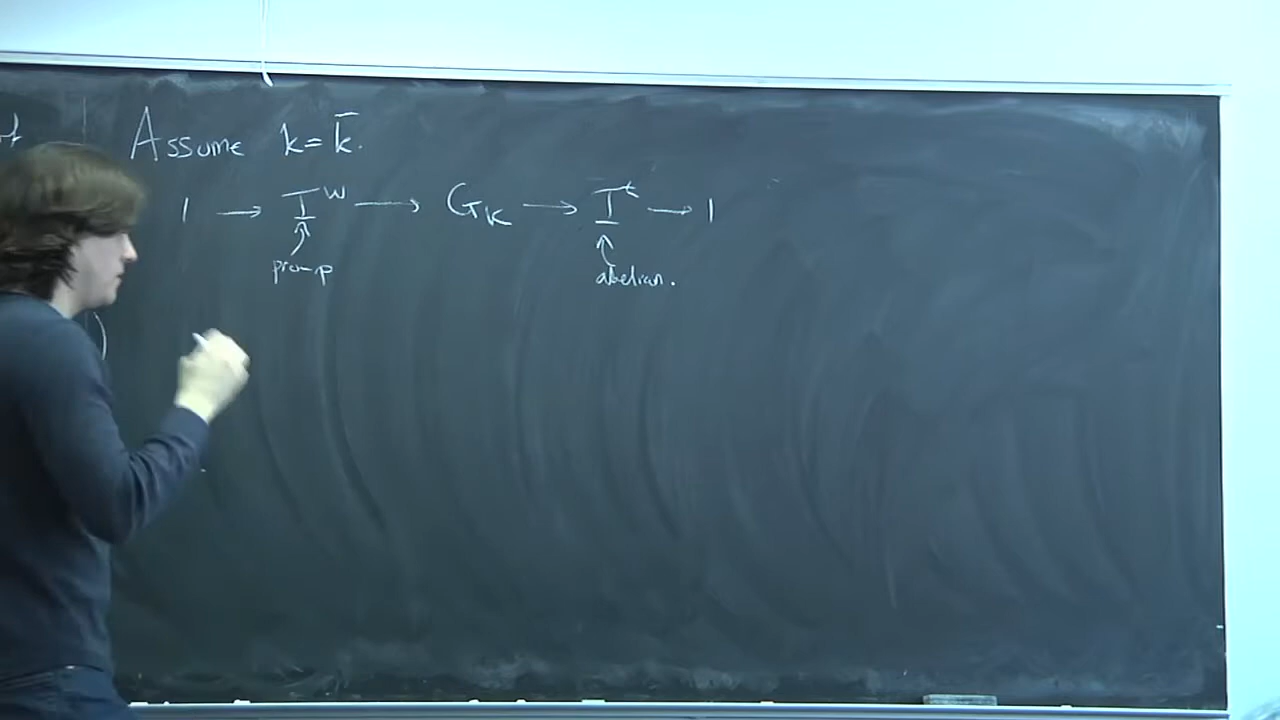 Assume k = k̄.
1 → I^w → G_K → I^t → 1
pro-p abelian.